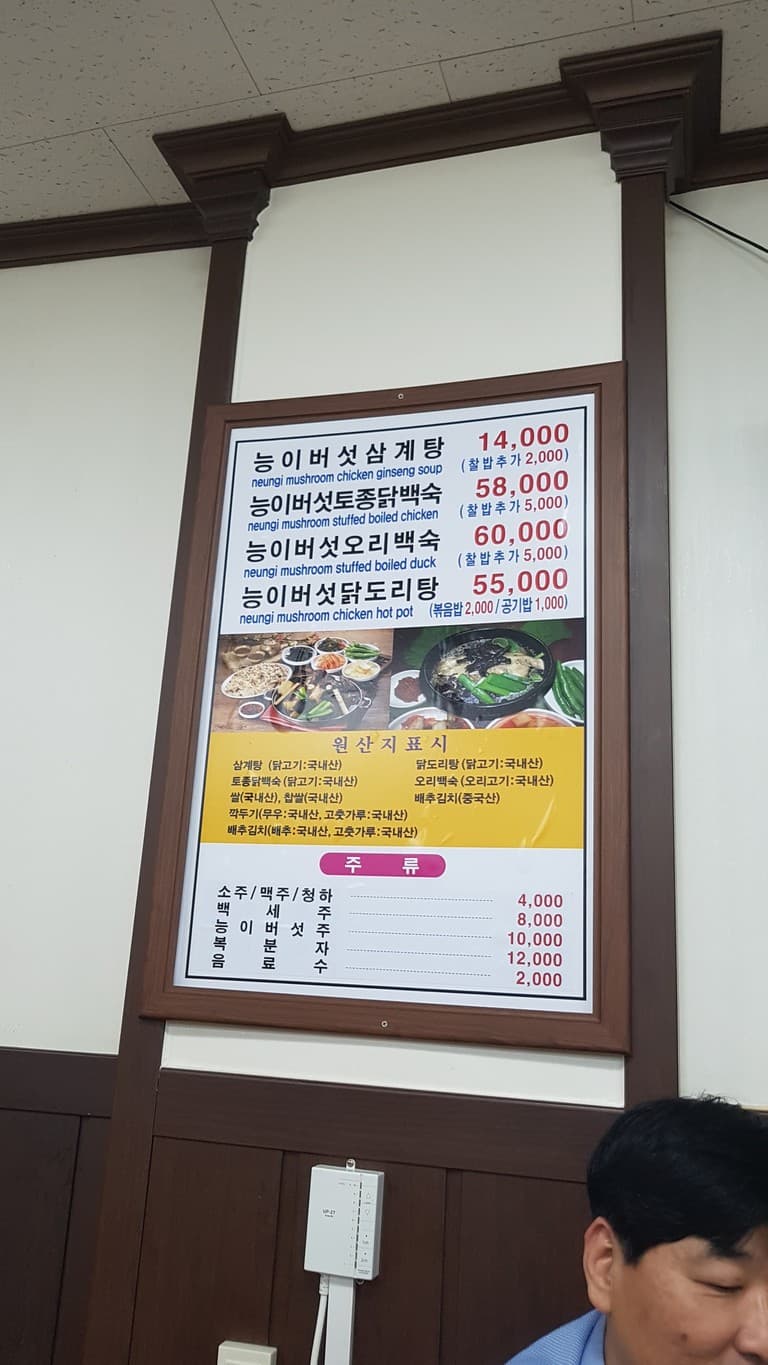 능이버섯삼계탕 14,000
neungi mushroom chicken ginseng soup (찰밥추가 2,000)
능이버섯토종닭백숙 58,000
neungi mushroom stuffed boiled chicken (찰밥추가 5,000)
능이버섯오리백숙 60,000
neungi mushroom stuffed boiled duck (찰밥추가 5,000)
능이버섯닭도리탕 55,000
neungi mushroom chicken hot pot (볶음밥 2,000 / 공기밥 1,000)
원산지표시
삼계탕 (닭고기:국내산) 닭도리탕 (닭고기:국내산)
토종닭백숙 (닭고기:국내산) 오리백숙 (오리고기:국내산)
쌀(국내산), 찹쌀(국내산) 배추김치(중국산)
깍두기(무우:국내산, 고춧가루:국내산)
배추김치(배추:국내산, 고춧가루:국내산)
주 류
소주/맥주/청하 4,000
백세주 8,000
능이버섯주 10,000
복분자 12,000
음료수 2,000